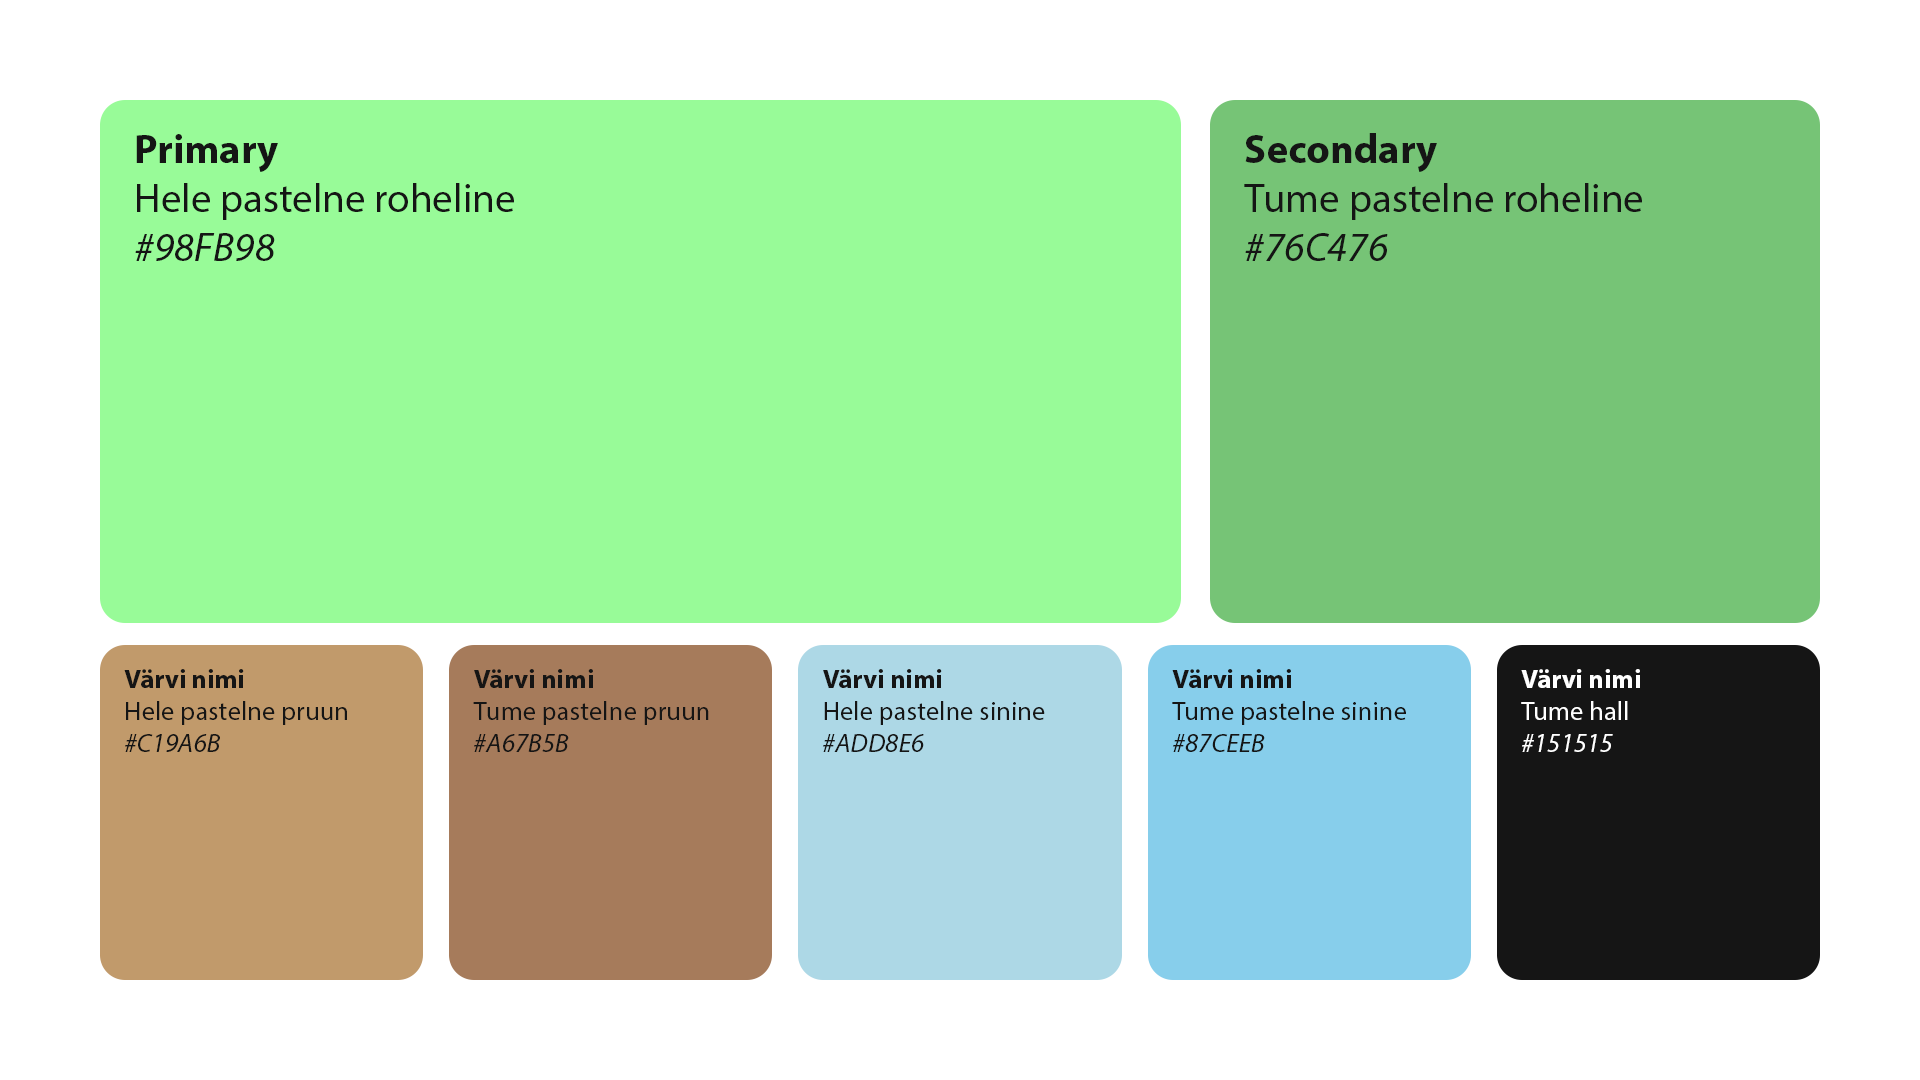 Primary
Hele pastelne roheline
#98FB98
Secondary
Tume pastelne roheline
#76C476
Värvi nimi
Hele pastelne pruun
#C19A6B
Värvi nimi
Tume pastelne pruun
#A67B5B
Värvi nimi
Hele pastelne sinine
#ADD8E6
Värvi nimi
Tume pastelne sinine
#87CEEB
Värvi nimi
Tume hall
#151515